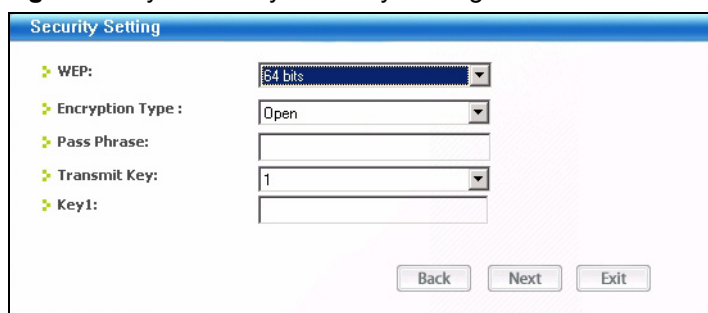 Security Setting
WEP:
64 bits
Encryption Type :
Open
Pass Phrase:
Transmit Key:
1
Key1:
Back Next Exit